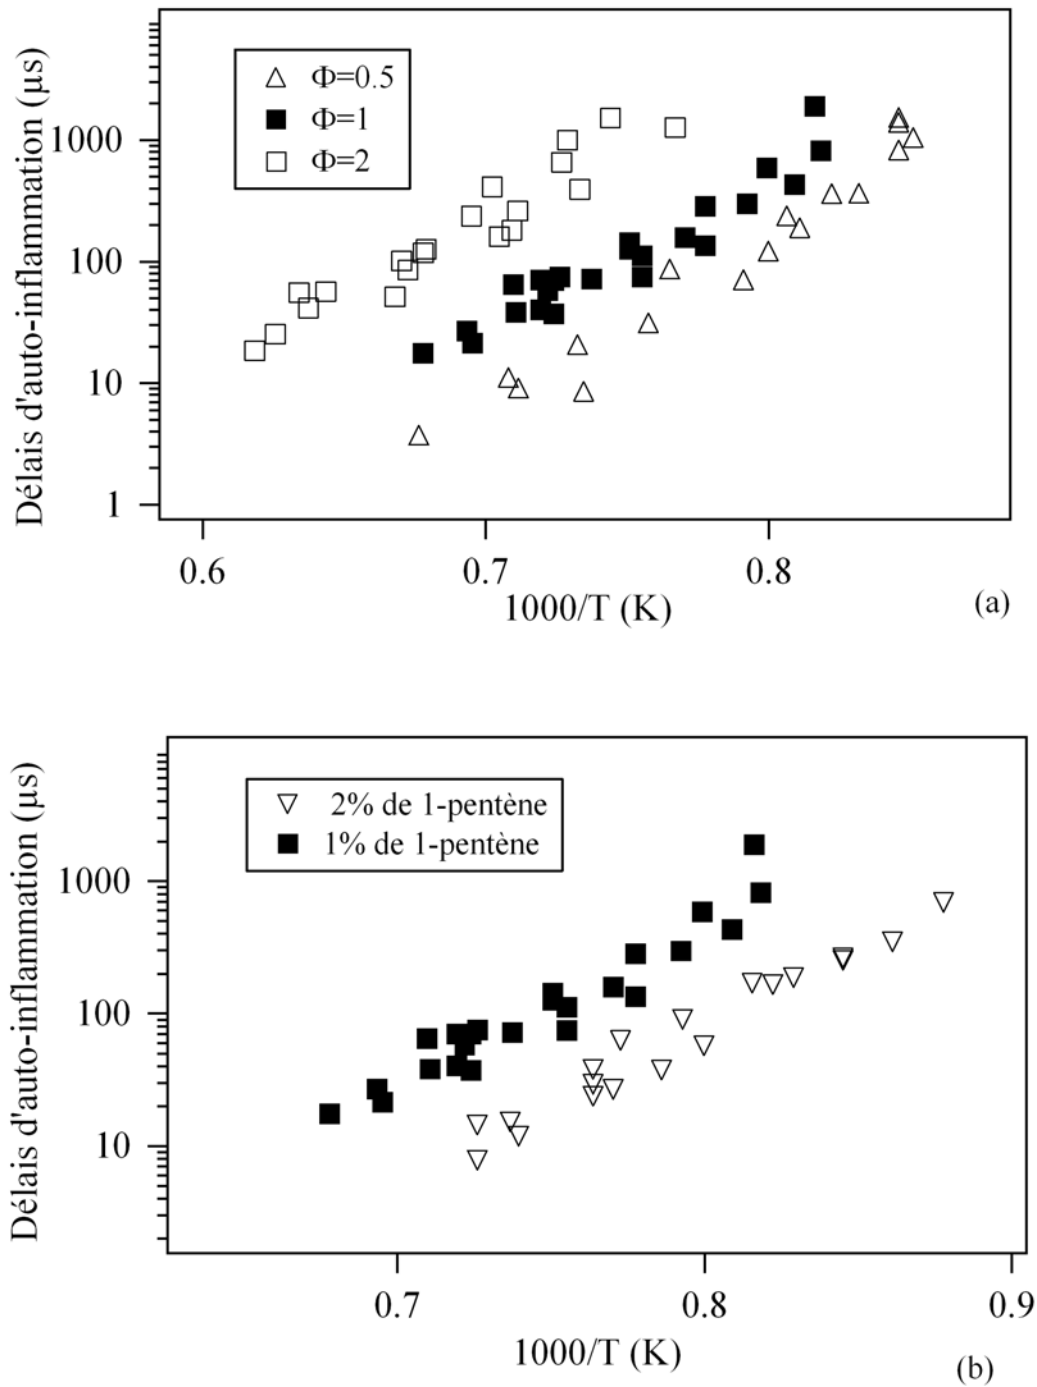 Délais d'auto-inflammation (µs)
Φ=0.5
Φ=1
Φ=2
1000
100
10
1
0.6 0.7 0.8
1000/T (K)
(a)
Délais d'auto-inflammation (µs)
2% de 1-pentène
1% de 1-pentène
1000
100
10
0.7 0.8 0.9
1000/T (K)
(b)